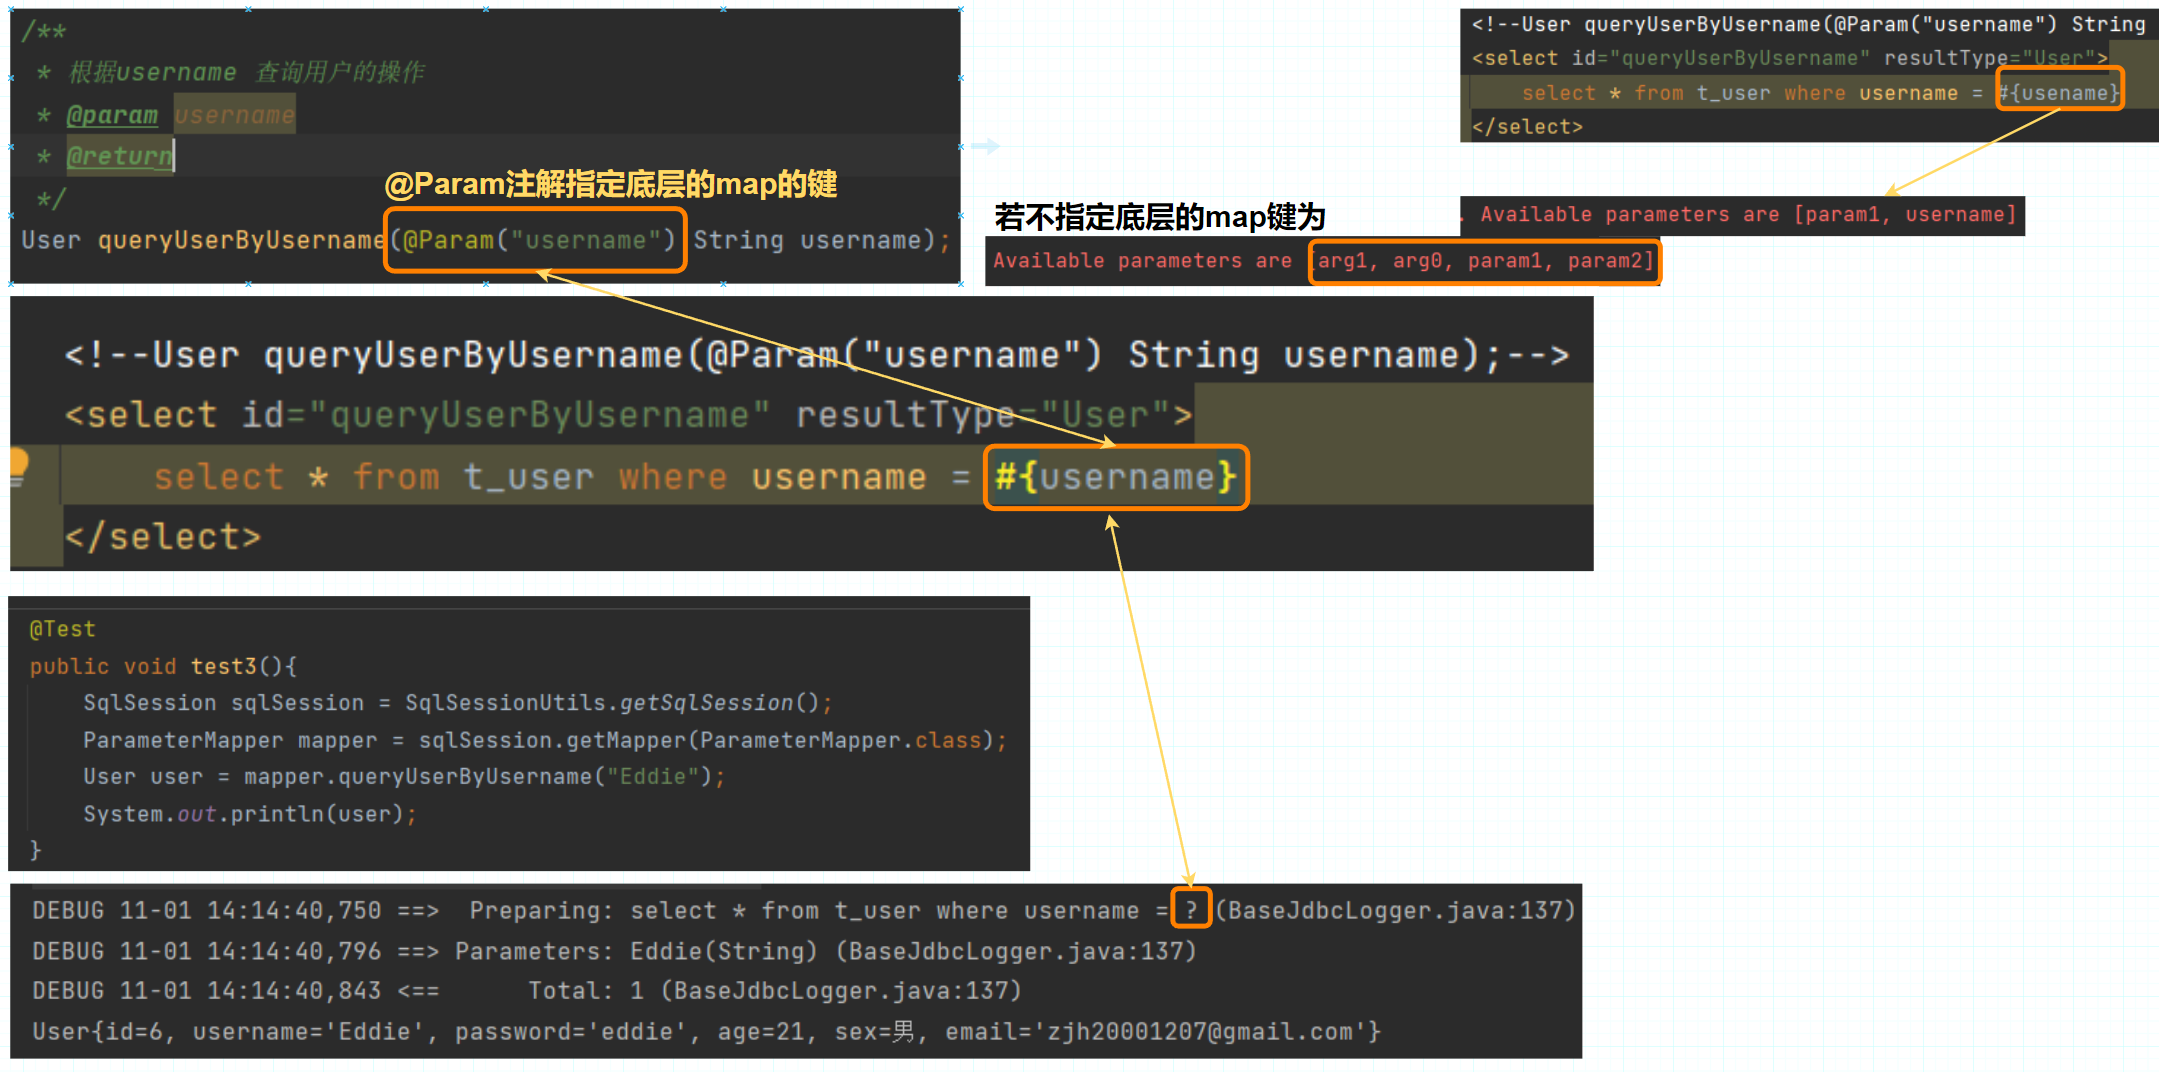 /**
* 根据username 查询用户的操作
* @param username
* @return
*/
@Param注解指定底层的map的键
User queryUserByUsername(@Param("username") String username);
<!--User queryUserByUsername(@Param("username") String
<select id="queryUserByUsername" resultType="User">
select * from t_user where username = #{usename}
</select>
. Available parameters are [param1, username]
若不指定底层的map键为
Available parameters are [arg1, arg0, param1, param2]
<!--User queryUserByUsername(@Param("username") String username);-->
<select id="queryUserByUsername" resultType="User">
select * from t_user where username = #{username}
</select>
@Test
public void test3(){
SqlSession sqlSession = SqlSessionUtils.getSqlSession();
ParameterMapper mapper = sqlSession.getMapper(ParameterMapper.class);
User user = mapper.queryUserByUsername("Eddie");
System.out.println(user);
}
DEBUG 11-01 14:14:40,750 ==>  Preparing: select * from t_user where username = ? (BaseJdbcLogger.java:137)
DEBUG 11-01 14:14:40,796 ==> Parameters: Eddie(String) (BaseJdbcLogger.java:137)
DEBUG 11-01 14:14:40,843 <==      Total: 1 (BaseJdbcLogger.java:137)
User{id=6, username='Eddie', password='eddie', age=21, sex=男, email='zjh20001207@gmail.com'}